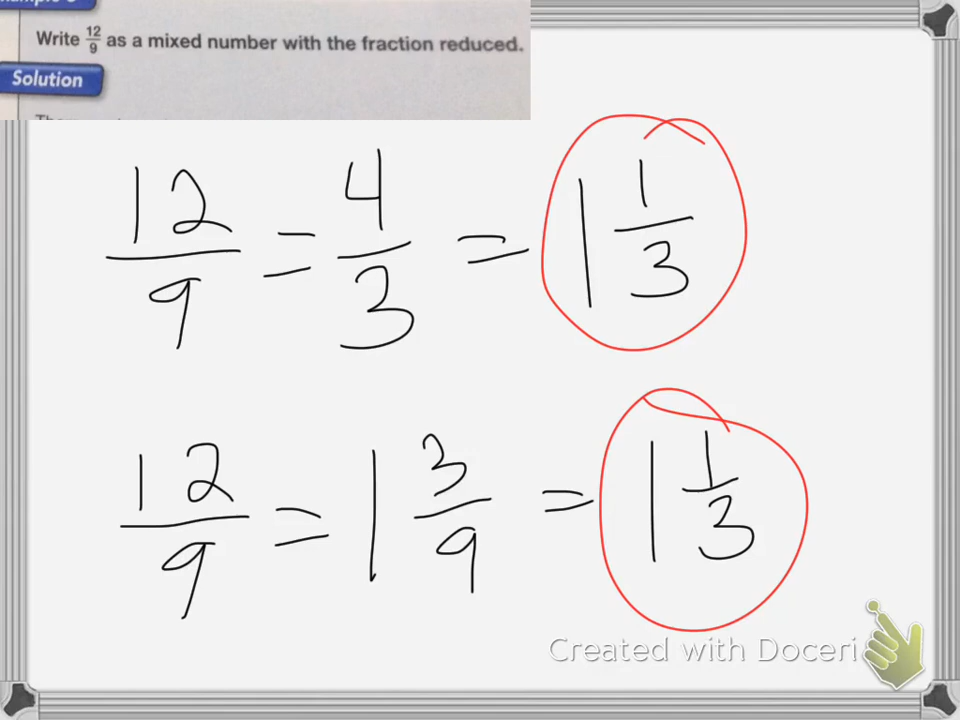 Write 12/9 as a mixed number with the fraction reduced.
Solution
12/9 = 4/3 = 1 1/3
12/9 = 1 3/9 = 1 1/3
Created with Doceri